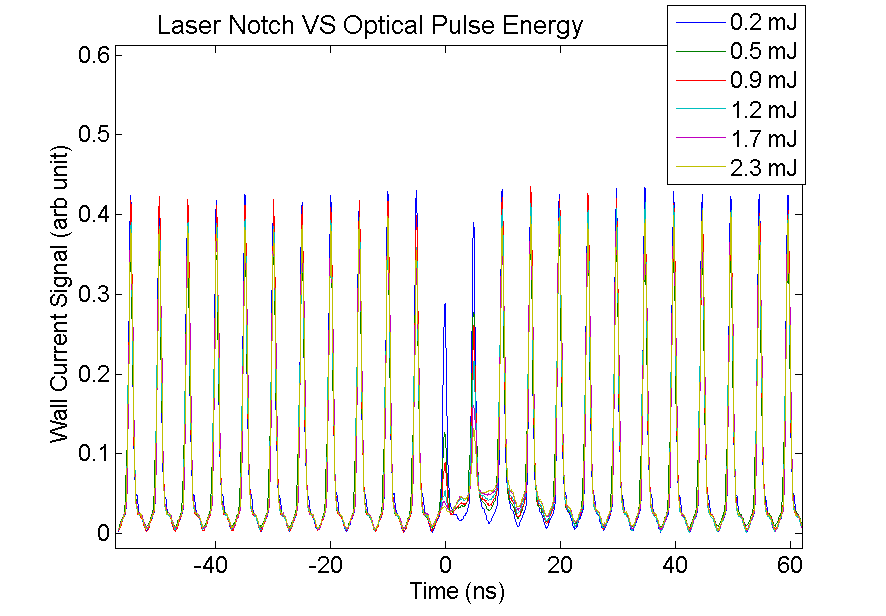 Laser Notch VS Optical Pulse Energy
0.2 mJ
0.5 mJ
0.9 mJ
1.2 mJ
1.7 mJ
2.3 mJ
Wall Current Signal (arb unit)
0.6
0.5
0.4
0.3
0.2
0.1
0
-40
-20
0
20
40
60
Time (ns)